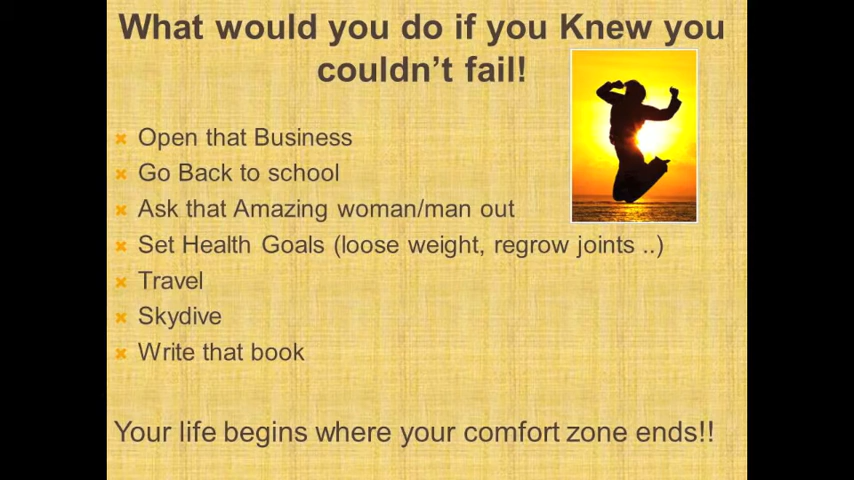 What would you do if you Knew you
couldn't fail!
Open that Business
Go Back to school
Ask that Amazing woman/man out
Set Health Goals (loose weight, regrow joints ..)
Travel
Skydive
Write that book
Your life begins where your comfort zone ends!!